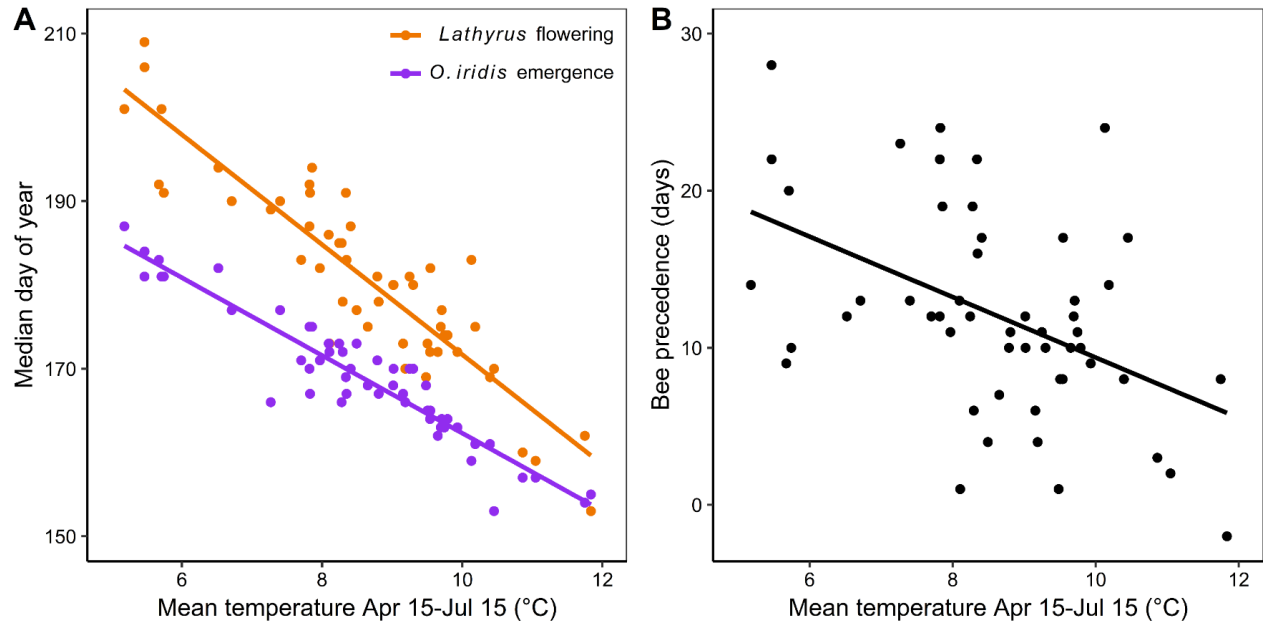 A
Lathyrus flowering
O. iridis emergence
210
190
170
150
Median day of year
6 8 10 12
Mean temperature Apr 15-Jul 15 (°C)
B
30
20
10
0
Bee precedence (days)
6 8 10 12
Mean temperature Apr 15-Jul 15 (°C)